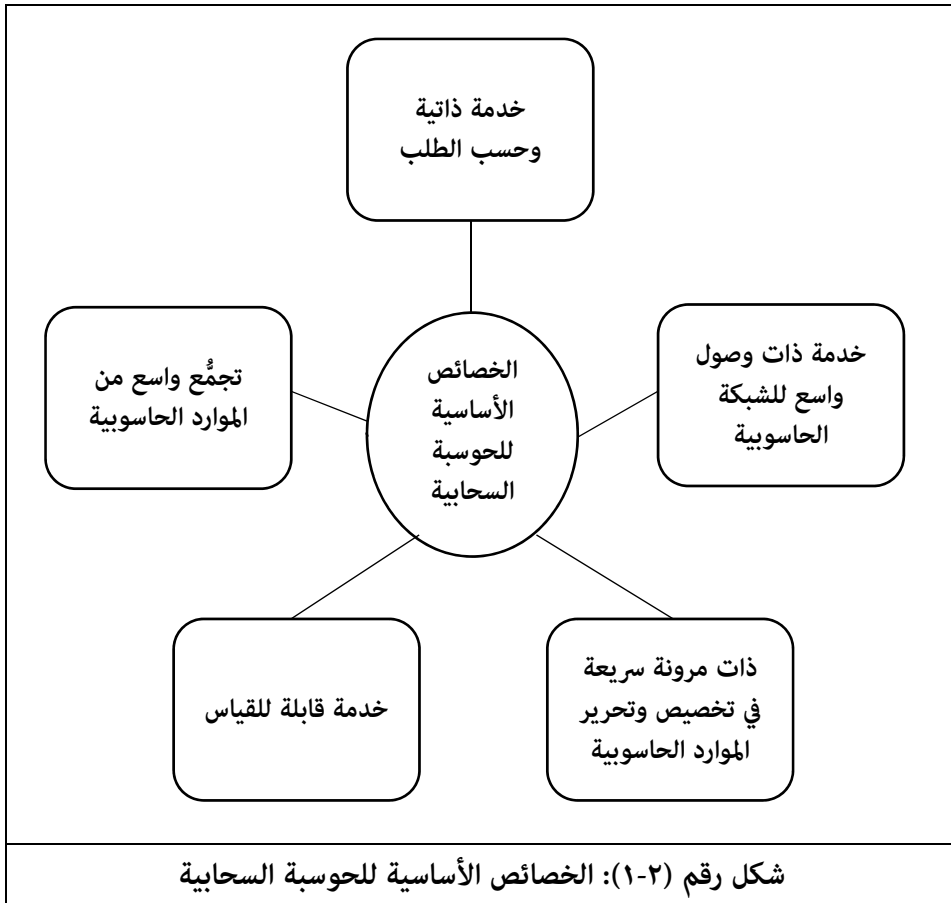 خدمة ذاتية
وحسب الطلب
خدمة ذات وصول
واسع للشبكة
الحاسوبية
تجمُّع واسع من
الموارد الحاسوبية
الخصائص
الأساسية
للحوسبة
السحابية
ذات مرونة سريعة
في تخصيص وتحرير
الموارد الحاسوبية
خدمة قابلة للقياس
شكل رقم (٢-١): الخصائص الأساسية للحوسبة السحابية